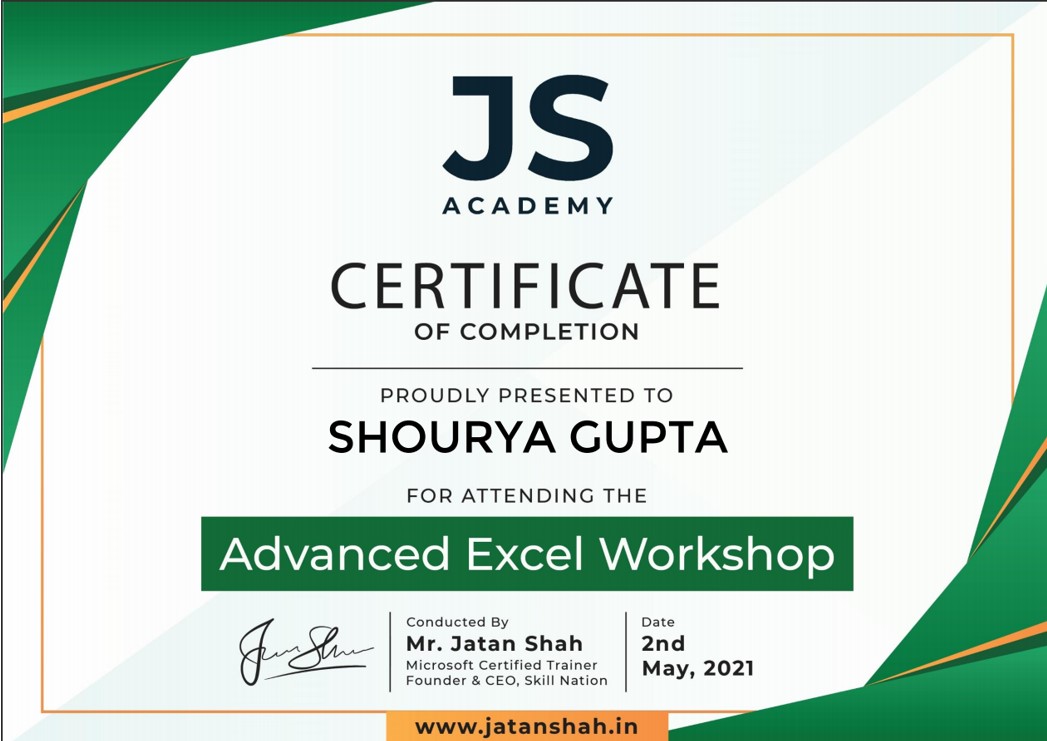 JS
ACADEMY
CERTIFICATE
OF COMPLETION
PROUDLY PRESENTED TO
SHOURYA GUPTA
FOR ATTENDING THE
Advanced Excel Workshop
Conducted By
Mr. Jatan Shah
Microsoft Certified Trainer
Founder & CEO, Skill Nation
Date
2nd
May, 2021
www.jatanshah.in